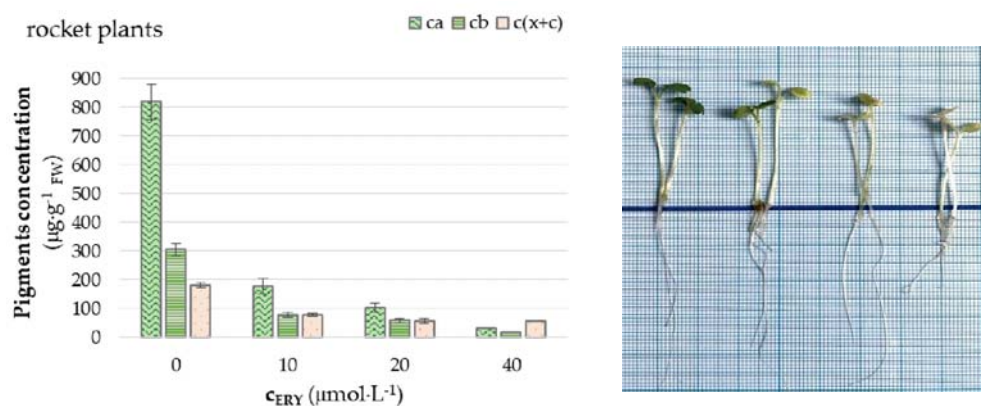 rocket plants
ca cb c(x+c)
Pigments concentration
(µg·g⁻¹ FW)
900
800
700
600
500
400
300
200
100
0
0 10 20 40
cERY (µmol·L⁻¹)